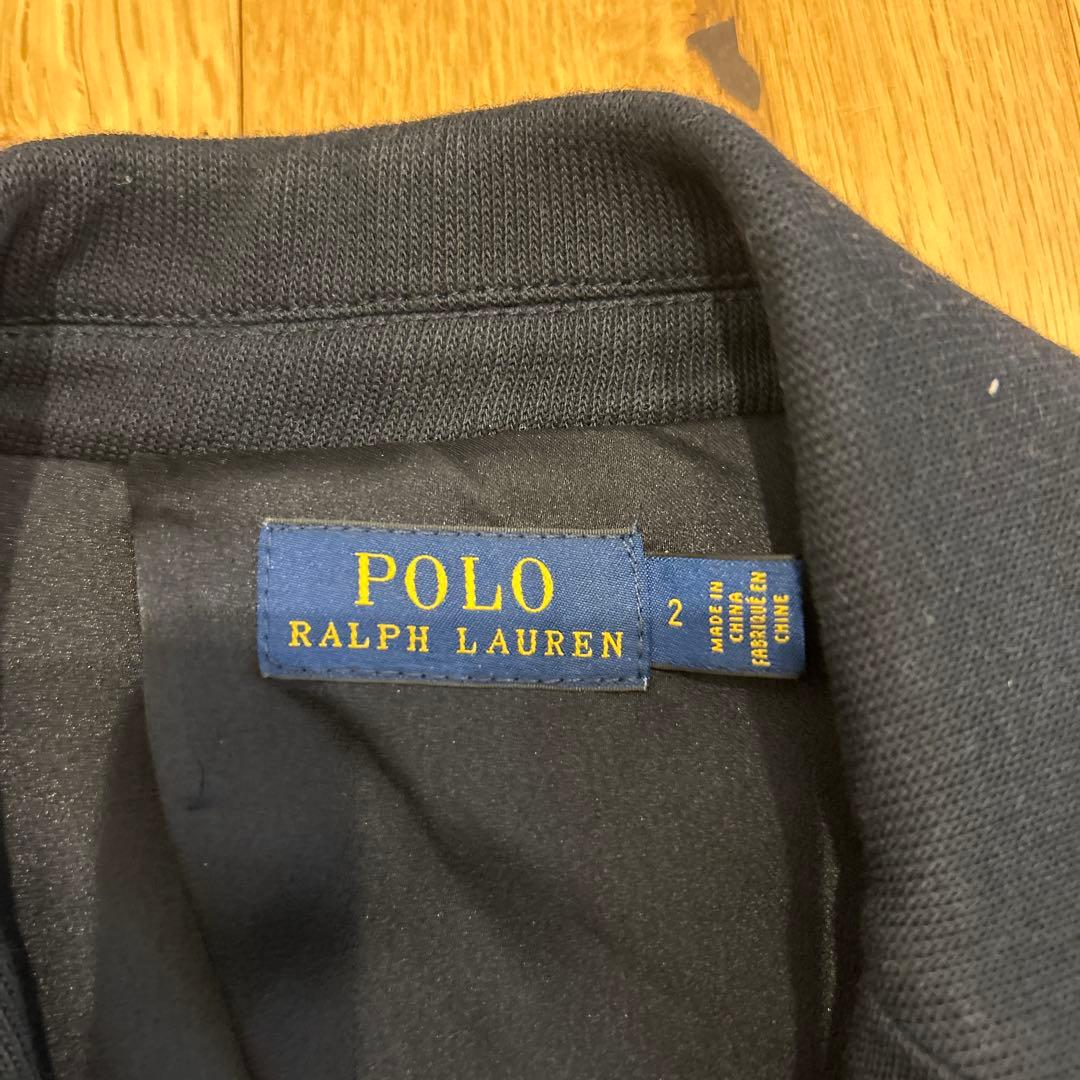 POLO
RALPH LAUREN
2
MADE IN
CHINA
FABRIQUÉ EN
CHINE